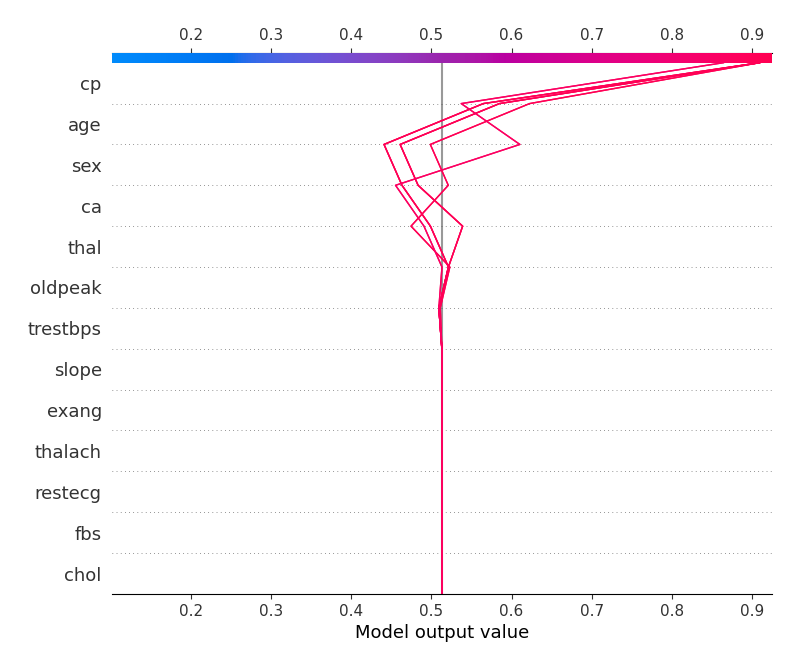 0.2 0.3 0.4 0.5 0.6 0.7 0.8 0.9
cp
age
sex
ca
thal
oldpeak
trestbps
slope
exang
thalach
restecg
fbs
chol
0.2 0.3 0.4 0.5 0.6 0.7 0.8 0.9
Model output value